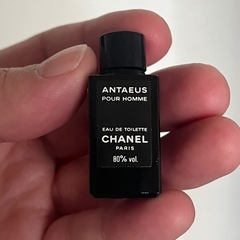 ANTAEUS
POUR HOMME
EAU DE TOILETTE
CHANEL
PARIS
80% vol.